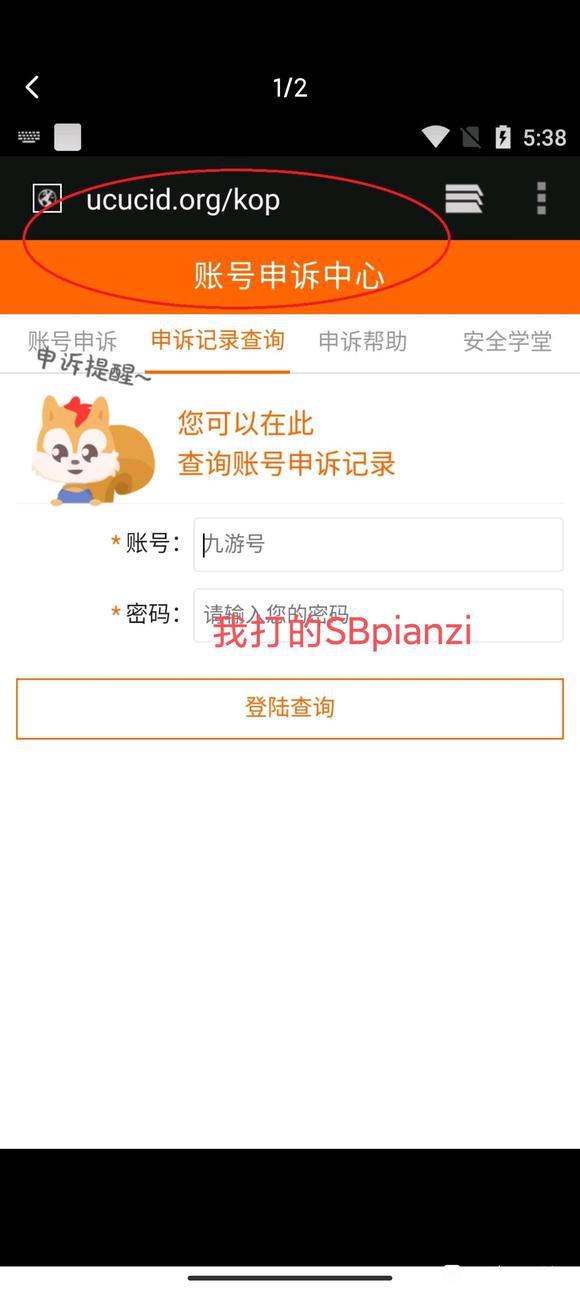 1/2
5:38
ucucid.org/kop
账号申诉中心
账号申诉 申诉记录查询 申诉帮助 安全学堂
申诉提醒~
您可以在此
查询账号申诉记录
* 账号： 九游号
* 密码： 请输入您的密码
我打的SBpianzi
登陆查询